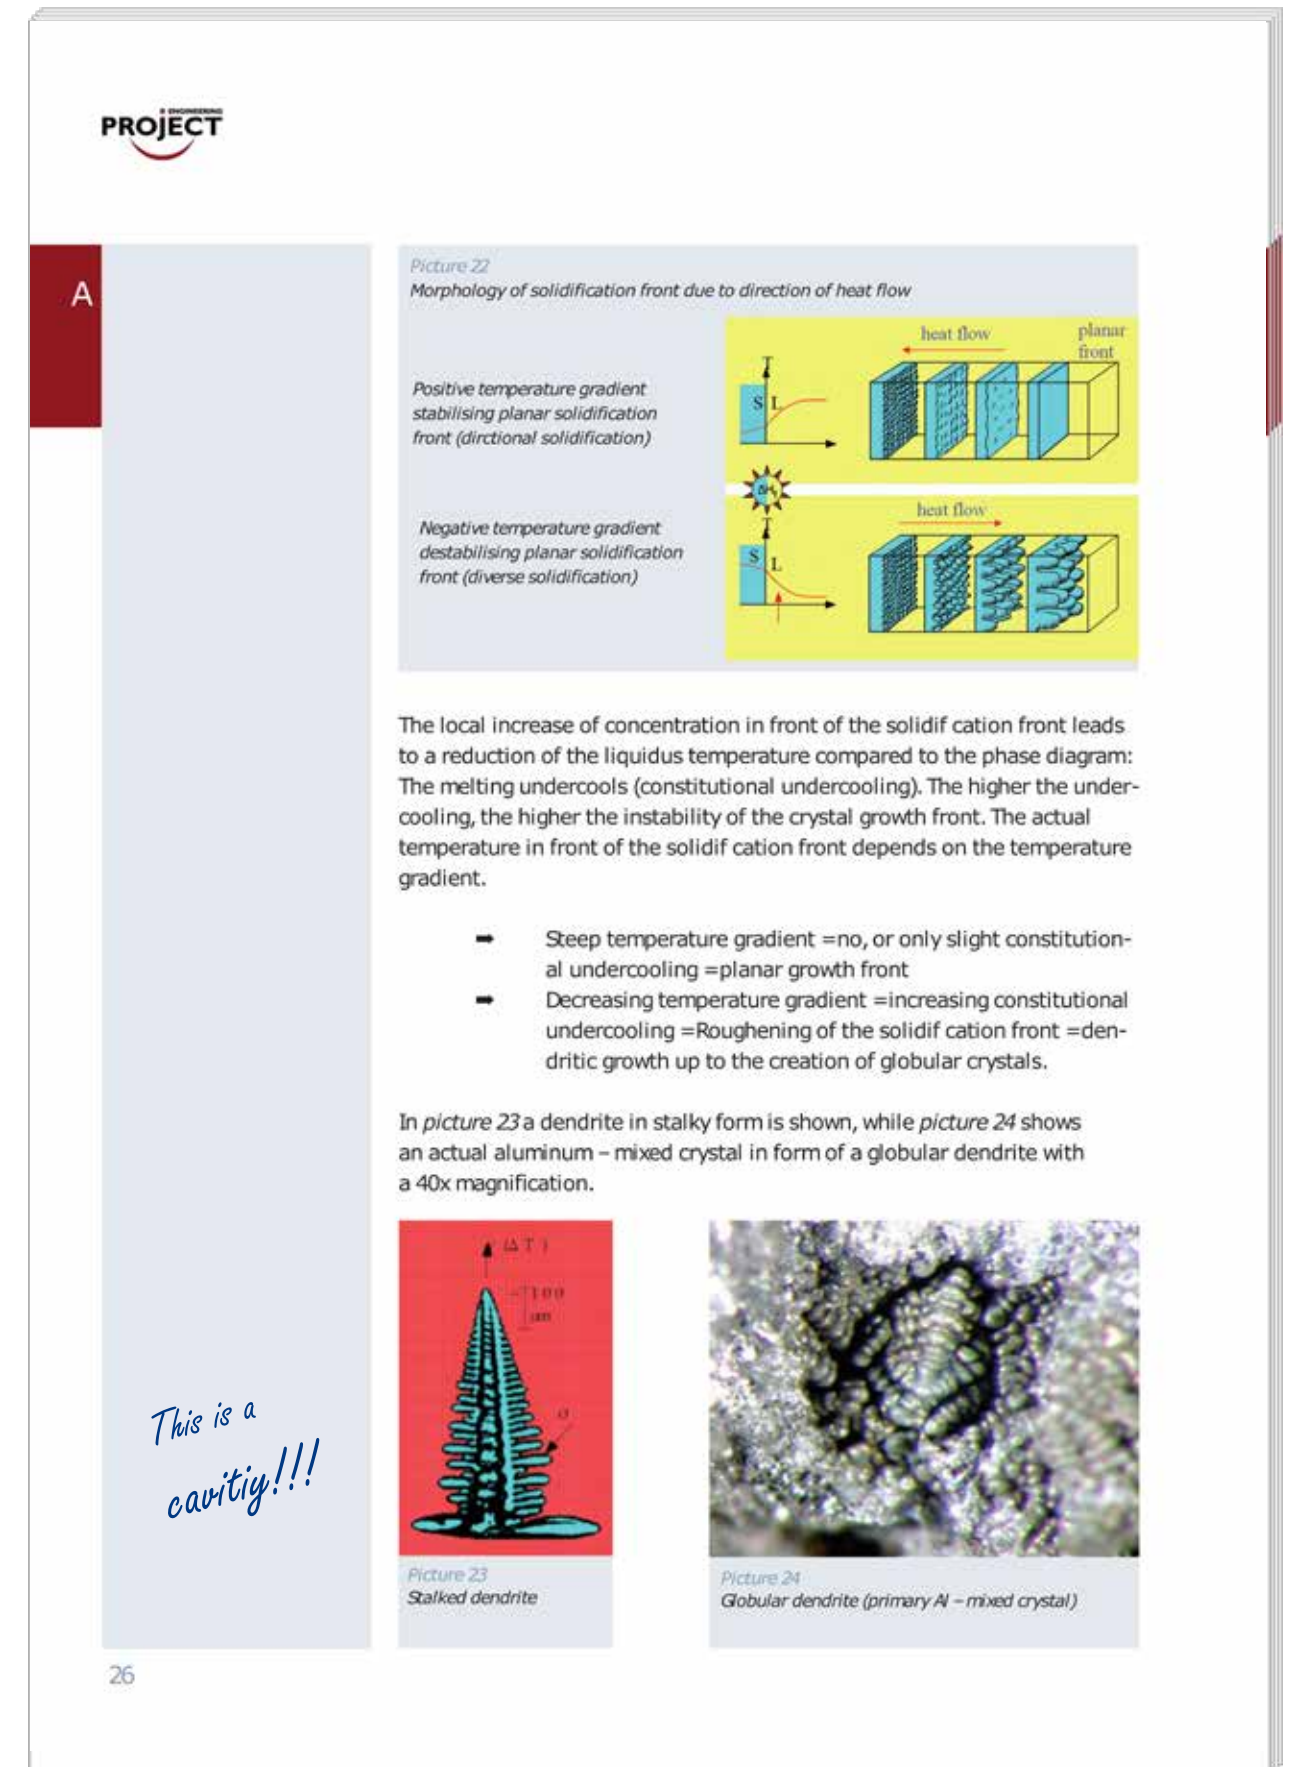 ENGINEERING
PROJECT
A
Picture 22
Morphology of solidification front due to direction of heat flow
Positive temperature gradient
stabilising planar solidification
front (dirctional solidification)
heat flow
planar
front
T
S L
Negative temperature gradient
destabilising planar solidification
front (diverse solidification)
heat flow
T
S L
The local increase of concentration in front of the solidif cation front leads
to a reduction of the liquidus temperature compared to the phase diagram:
The melting undercools (constitutional undercooling). The higher the under-
cooling, the higher the instability of the crystal growth front. The actual
temperature in front of the solidif cation front depends on the temperature
gradient.
➡ Steep temperature gradient =no, or only slight constitution-
al undercooling =planar growth front
➡ Decreasing temperature gradient =increasing constitutional
undercooling =Roughening of the solidif cation front =den-
dritic growth up to the creation of globular crystals.
In picture 23 a dendrite in stalky form is shown, while picture 24 shows
an actual aluminum – mixed crystal in form of a globular dendrite with
a 40x magnification.
(Δ T )
100
µm
σ
This is a
cavitiy!!!
Picture 23
Stalked dendrite
Picture 24
Globular dendrite (primary Al – mixed crystal)
26